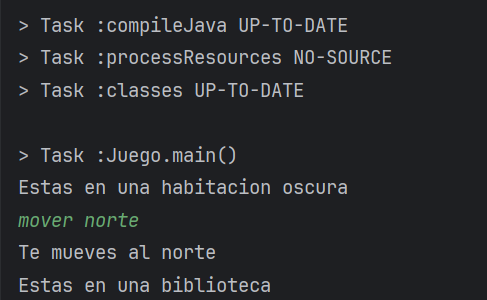 > Task :compileJava UP-TO-DATE
> Task :processResources NO-SOURCE
> Task :classes UP-TO-DATE
> Task :Juego.main()
Estas en una habitacion oscura
mover norte
Te mueves al norte
Estas en una biblioteca